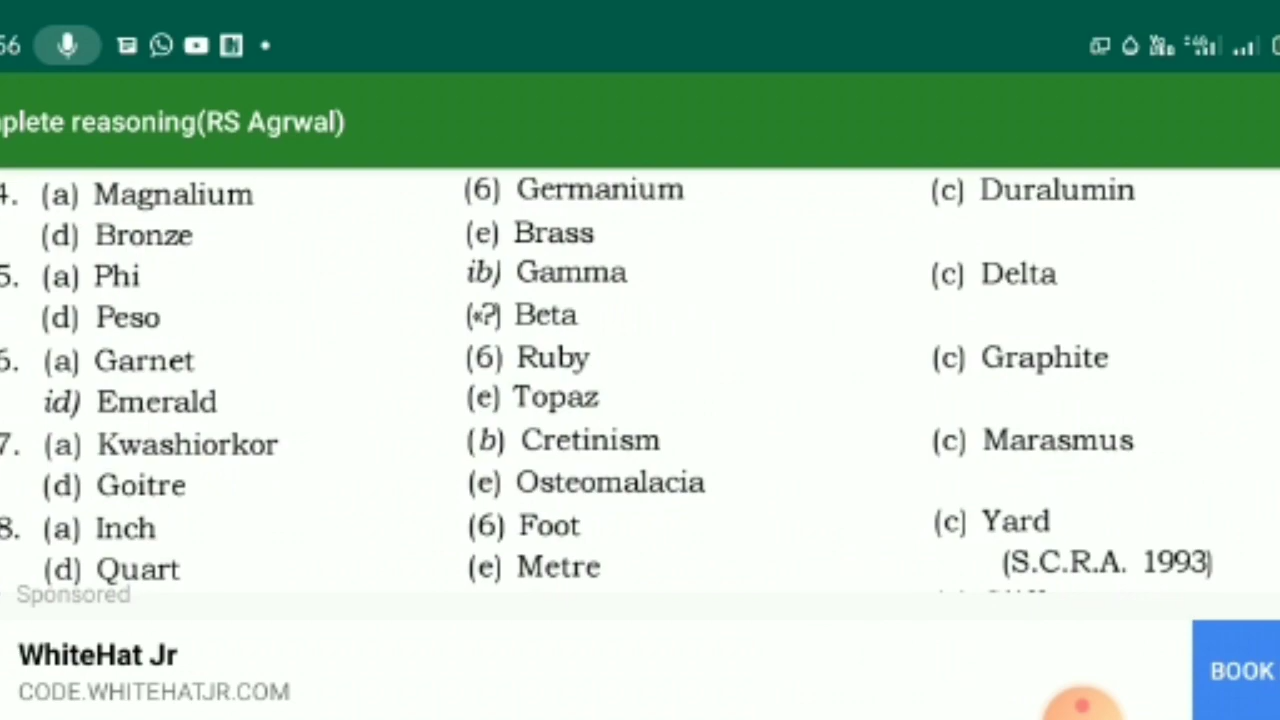 56
plete reasoning(RS Agrwal)
4. (a) Magnalium (6) Germanium (c) Duralumin
(d) Bronze (e) Brass
5. (a) Phi ib) Gamma (c) Delta
(d) Peso («?) Beta
6. (a) Garnet (6) Ruby (c) Graphite
id) Emerald (e) Topaz
7. (a) Kwashiorkor (b) Cretinism (c) Marasmus
(d) Goitre (e) Osteomalacia
8. (a) Inch (6) Foot (c) Yard
(d) Quart (e) Metre (S.C.R.A. 1993)
Sponsored
WhiteHat Jr
CODE.WHITEHATJR.COM
BOOK